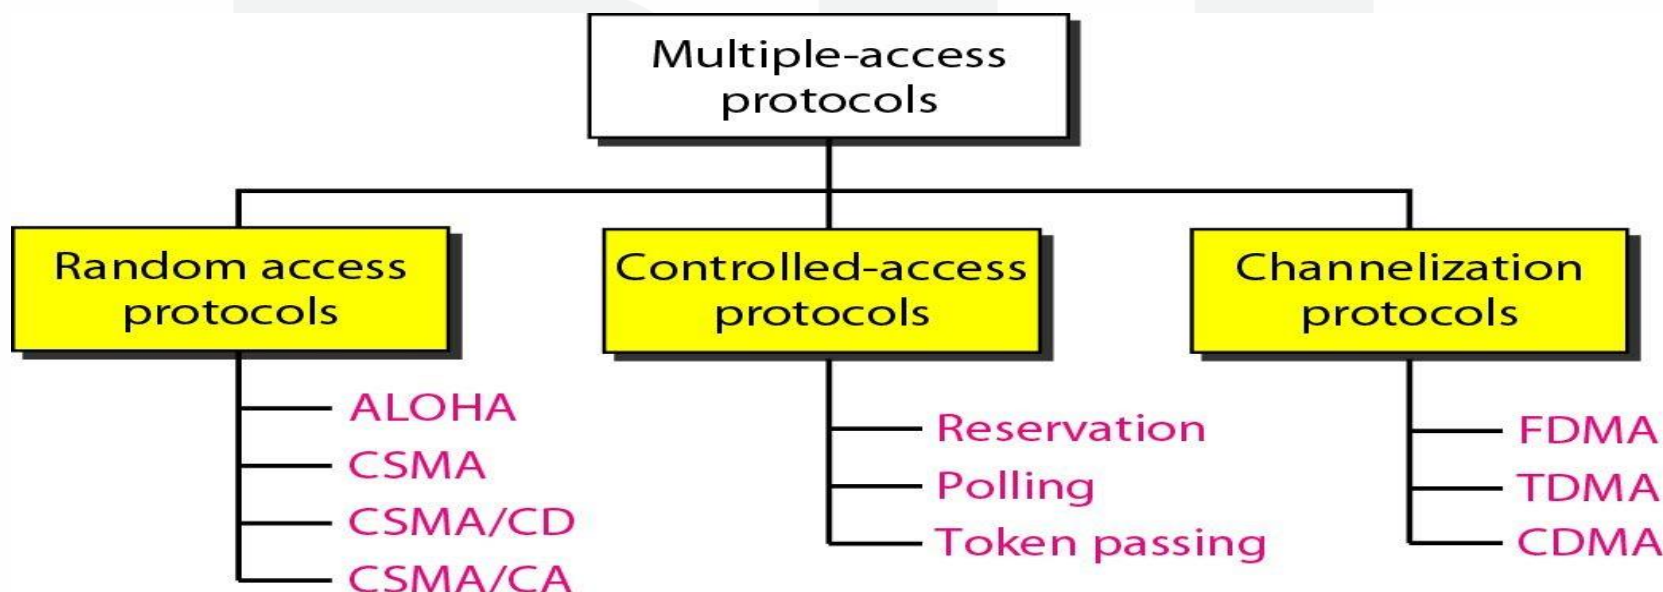 Multiple-access
protocols
Random access
protocols
Controlled-access
protocols
Channelization
protocols
ALOHA
CSMA
CSMA/CD
CSMA/CA
Reservation
Polling
Token passing
FDMA
TDMA
CDMA